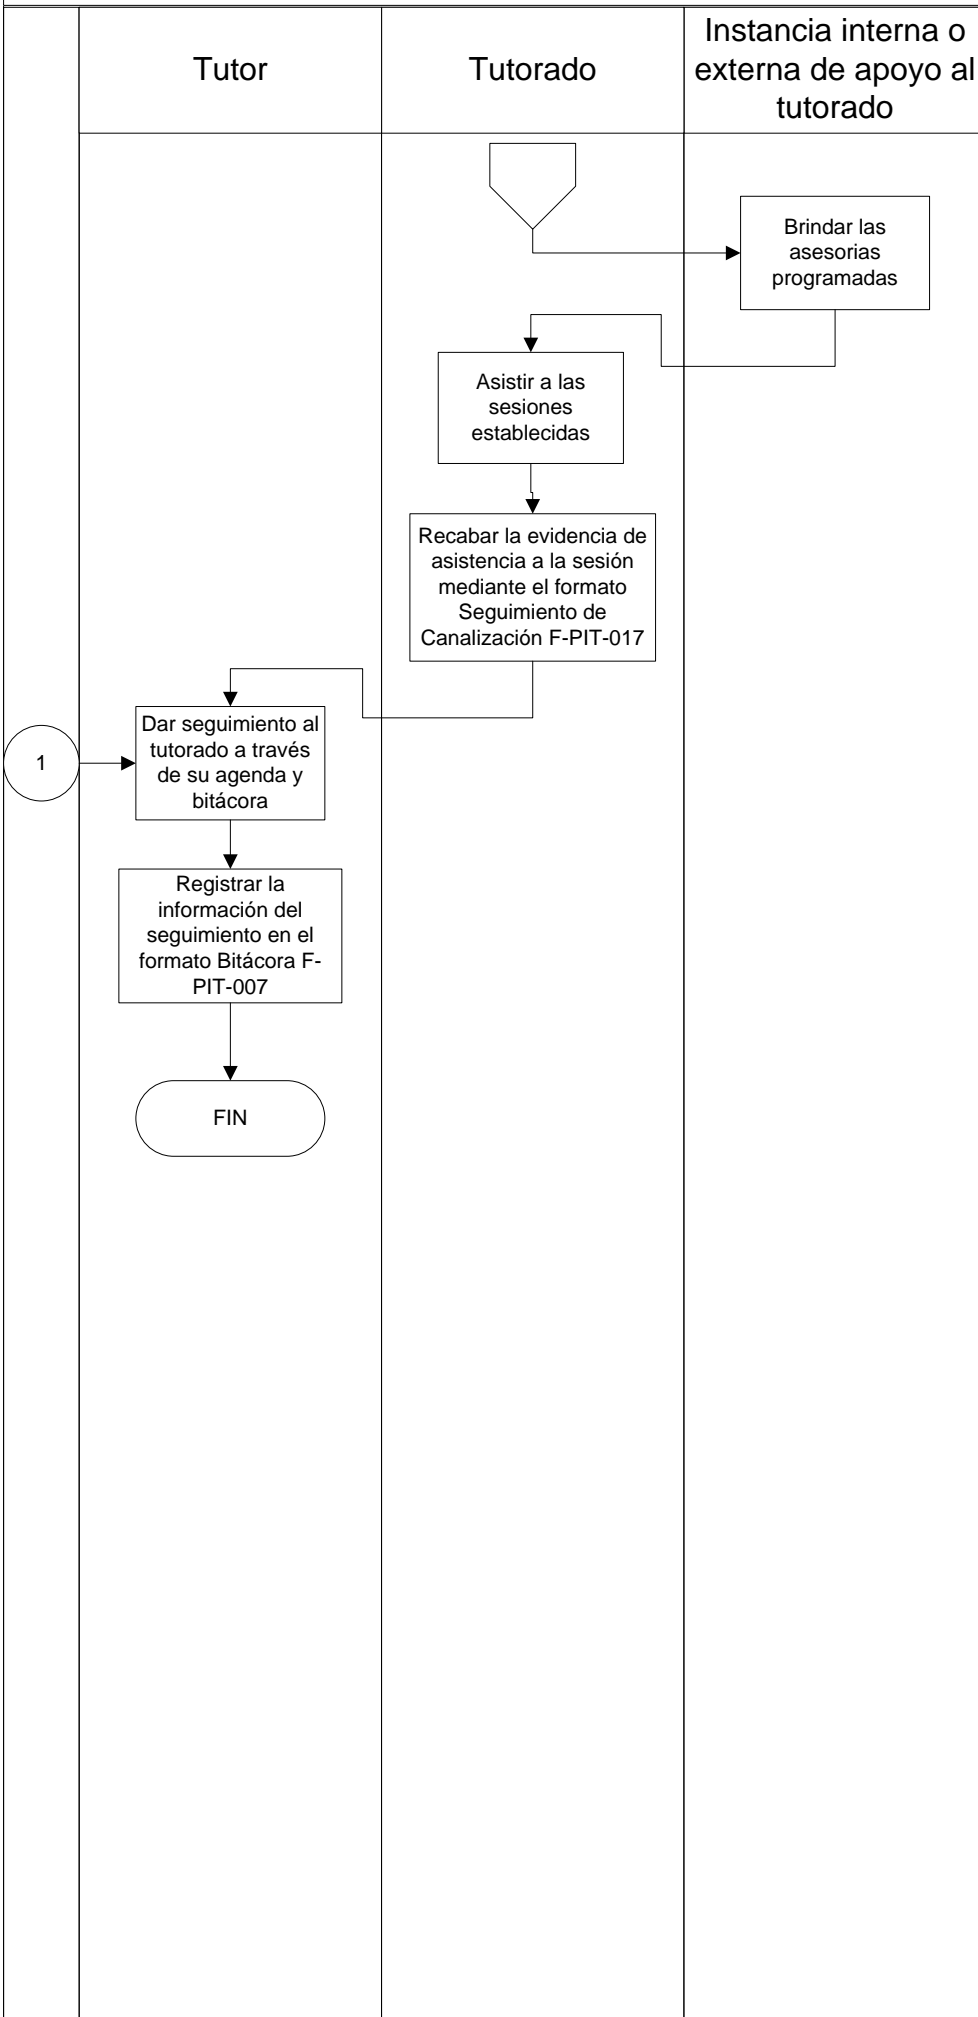 Tutor
Tutorado
Instancia interna o
externa de apoyo al
tutorado
Brindar las
asesorias
programadas
Asistir a las
sesiones
establecidas
Recabar la evidencia de
asistencia a la sesión
mediante el formato
Seguimiento de
Canalización F-PIT-017
1
Dar seguimiento al
tutorado a través
de su agenda y
bitácora
Registrar la
información del
seguimiento en el
formato Bitácora F-
PIT-007
FIN